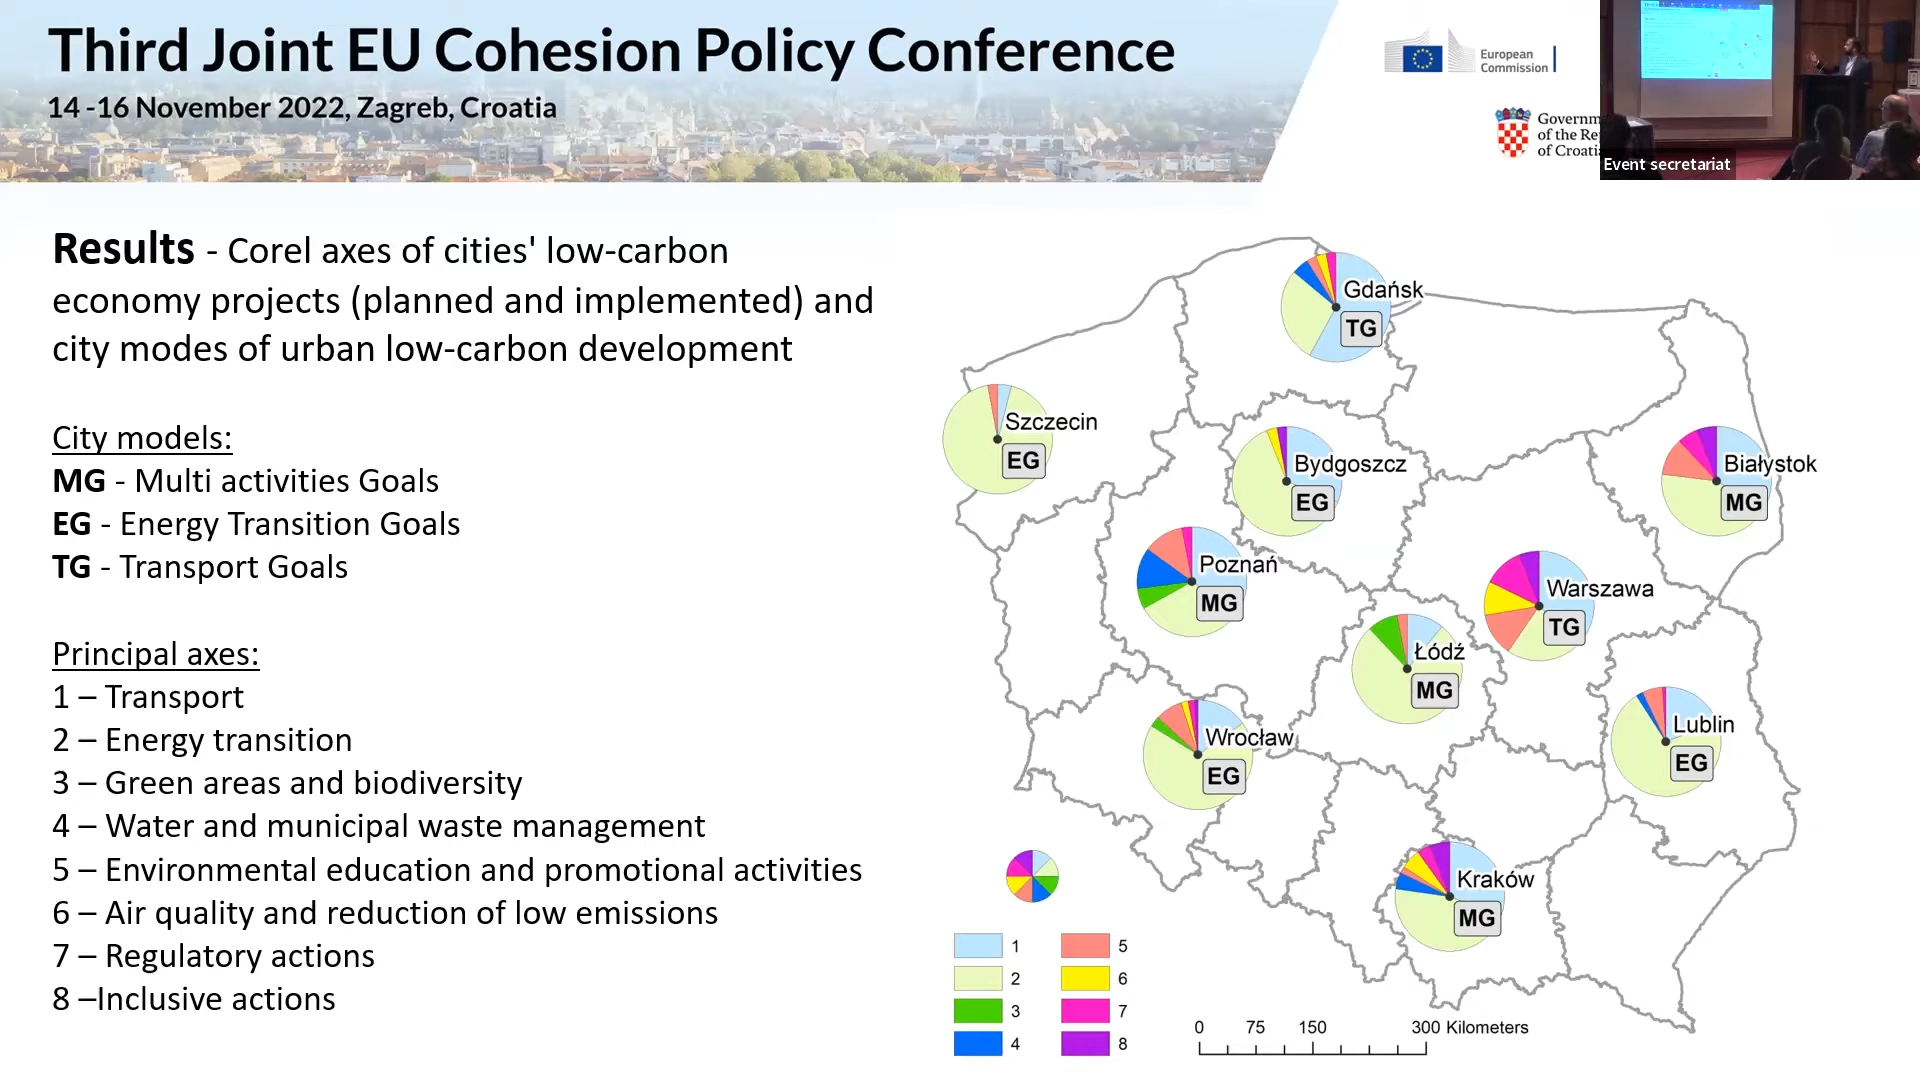 Third Joint EU Cohesion Policy Conference
14 -16 November 2022, Zagreb, Croatia
European
Commission
Governm
of the Re
of Croati
Event secretariat
Results - Corel axes of cities' low-carbon
economy projects (planned and implemented) and
city modes of urban low-carbon development
City models:
MG - Multi activities Goals
EG - Energy Transition Goals
TG - Transport Goals
Principal axes:
1 – Transport
2 – Energy transition
3 – Green areas and biodiversity
4 – Water and municipal waste management
5 – Environmental education and promotional activities
6 – Air quality and reduction of low emissions
7 – Regulatory actions
8 –Inclusive actions
Gdańsk
TG
Szczecin
EG
Bydgoszcz
EG
Białystok
MG
Poznań
MG
Warszawa
TG
Łódź
MG
Wrocław
EG
Lublin
EG
Kraków
MG
1 5
2 6
3 7
4 8
0 75 150 300 Kilometers